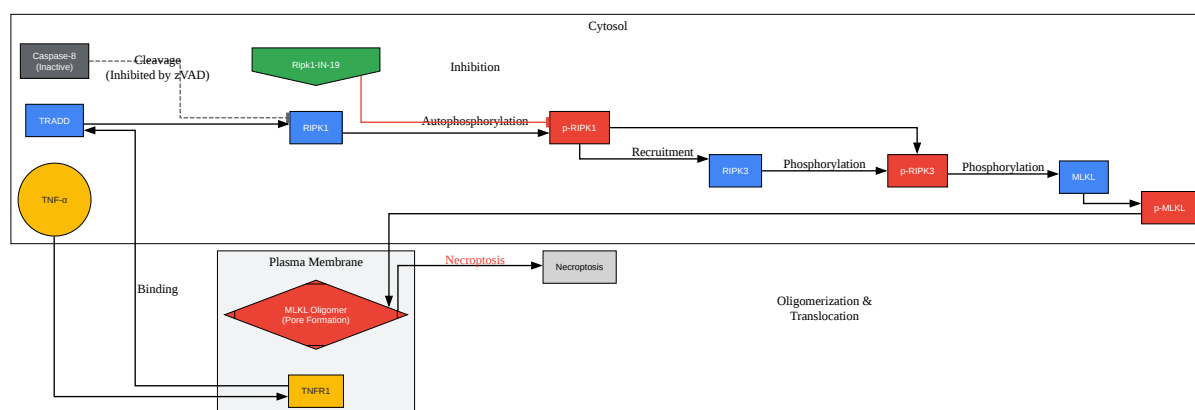 Cytosol
Caspase-8
(Inactive)
Cleavage
(Inhibited by zVAD)
Ripk1-IN-19
Inhibition
TRADD
RIPK1
Autophosphorylation
p-RIPK1
Recruitment
RIPK3
Phosphorylation
p-RIPK3
Phosphorylation
MLKL
TNF-α
p-MLKL
Plasma Membrane
Necroptosis
Necroptosis
Binding
MLKL Oligomer
(Pore Formation)
Oligomerization &
Translocation
TNFR1